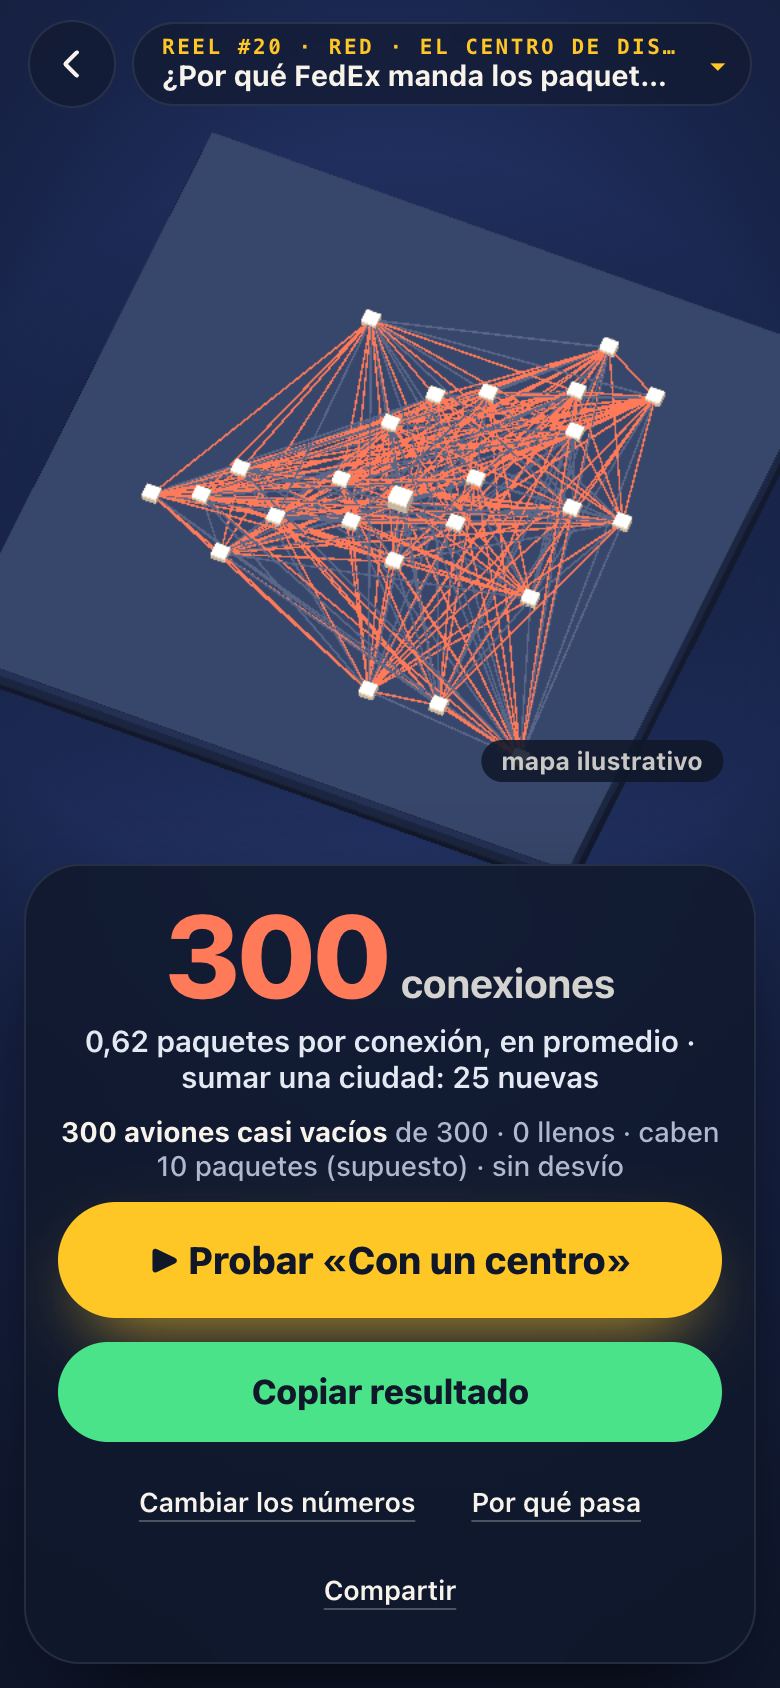 REEL #20 · RED · EL CENTRO DE DIS…
¿Por qué FedEx manda los paquet...
mapa ilustrativo
300 conexiones
0,62 paquetes por conexión, en promedio ·
sumar una ciudad: 25 nuevas
300 aviones casi vacíos de 300 · 0 llenos · caben
10 paquetes (supuesto) · sin desvío
Probar «Con un centro»
Copiar resultado
Cambiar los números
Por qué pasa
Compartir